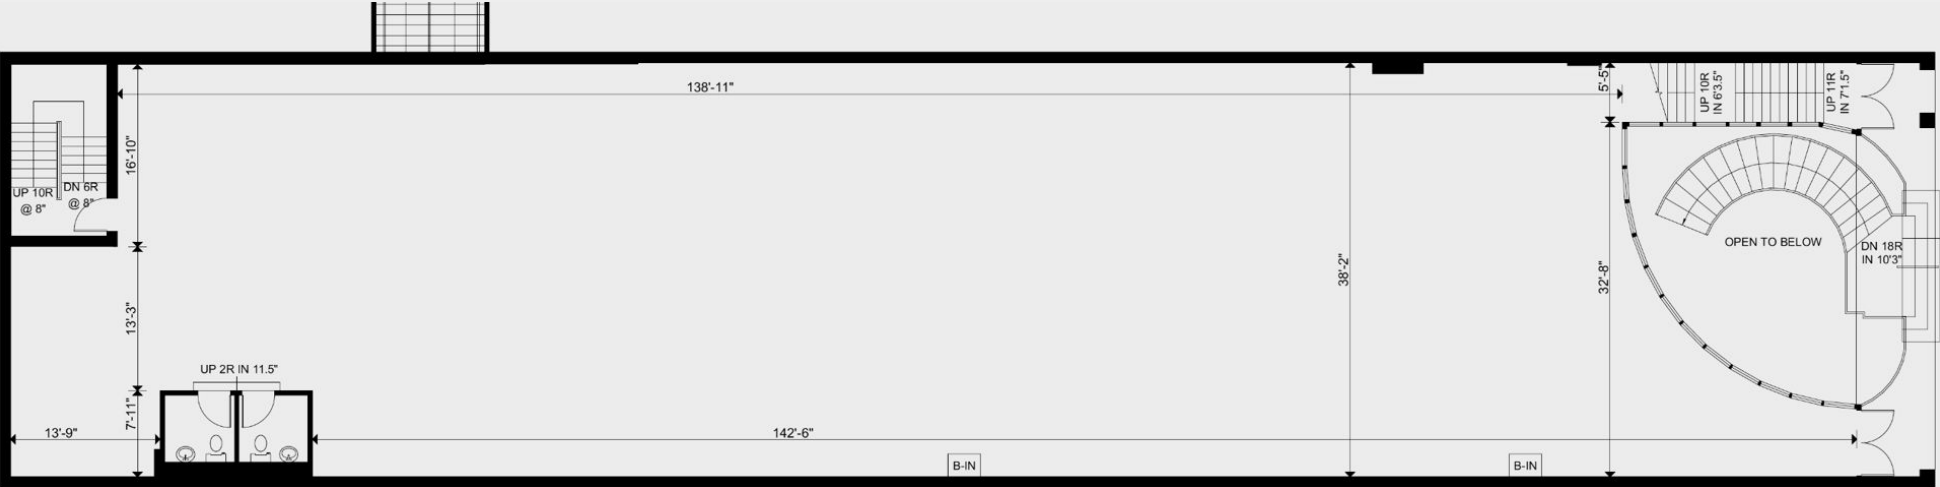 138'-11"
5'-5"
UP 10R
IN 6'3.5"
UP 11R
IN 7'1.5"
16'-10"
UP 10R
@ 8"
DN 6R
@ 8"
OPEN TO BELOW
DN 18R
IN 10'3"
38'-2"
32'-8"
13'-3"
UP 2R IN 11.5"
7'-11"
13'-9"
142'-6"
B-IN
B-IN